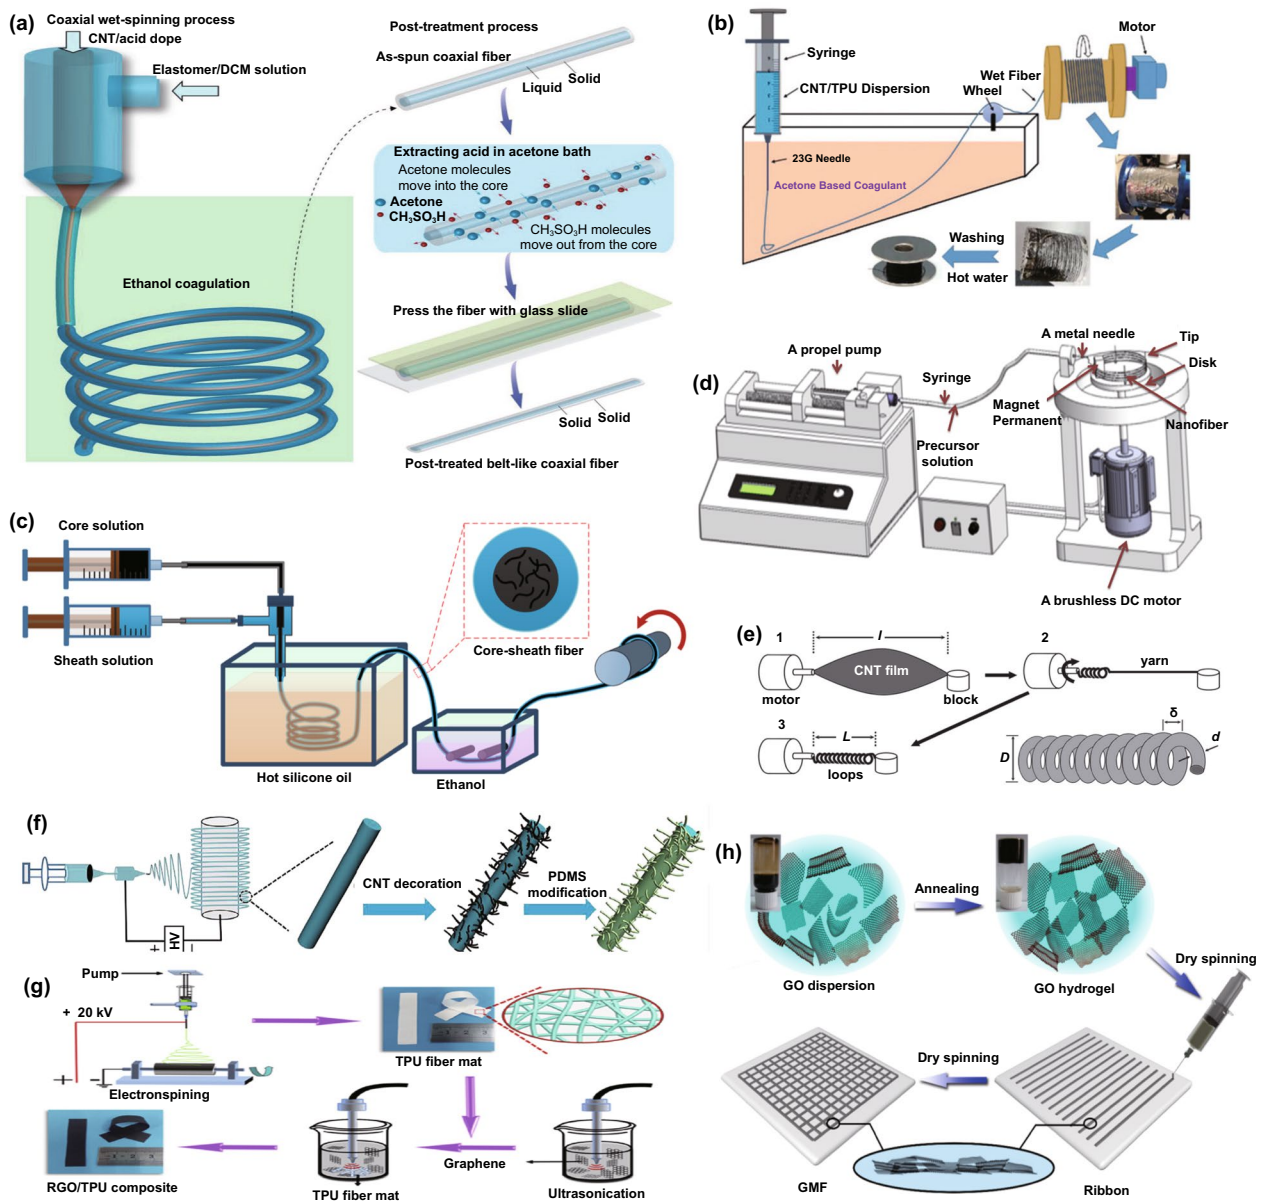 (a)
Coaxial wet-spinning process
CNT/acid dope
Elastomer/DCM solution
Ethanol coagulation
Post-treatment process
As-spun coaxial fiber
Liquid
Solid
Extracting acid in acetone bath
Acetone molecules
move into the core
Acetone
CH₃SO₃H
CH₃SO₃H molecules
move out from the core
Press the fiber with glass slide
Solid
Solid
Post-treated belt-like coaxial fiber
(b)
Syringe
CNT/TPU Dispersion
23G Needle
Acetone Based Coagulant
Wheel
Wet Fiber
Motor
Washing
Hot water
(c)
Core solution
Sheath solution
Core-sheath fiber
Hot silicone oil
Ethanol
(d)
A propel pump
Syringe
Precursor
solution
A metal needle
Tip
Disk
Magnet
Permanent
Nanofiber
A brushless DC motor
(e)
1
l
CNT film
motor
block
2
yarn
3
L
loops
δ
d
D
(f)
HV
+
−
CNT decoration
PDMS
modification
(g)
Pump
+ 20 kV
+
−
Electronspinning
TPU fiber mat
Graphene
Ultrasonication
TPU fiber mat
RGO/TPU composite
(h)
GO dispersion
Annealing
GO hydrogel
Dry spinning
Dry spinning
GMF
Ribbon